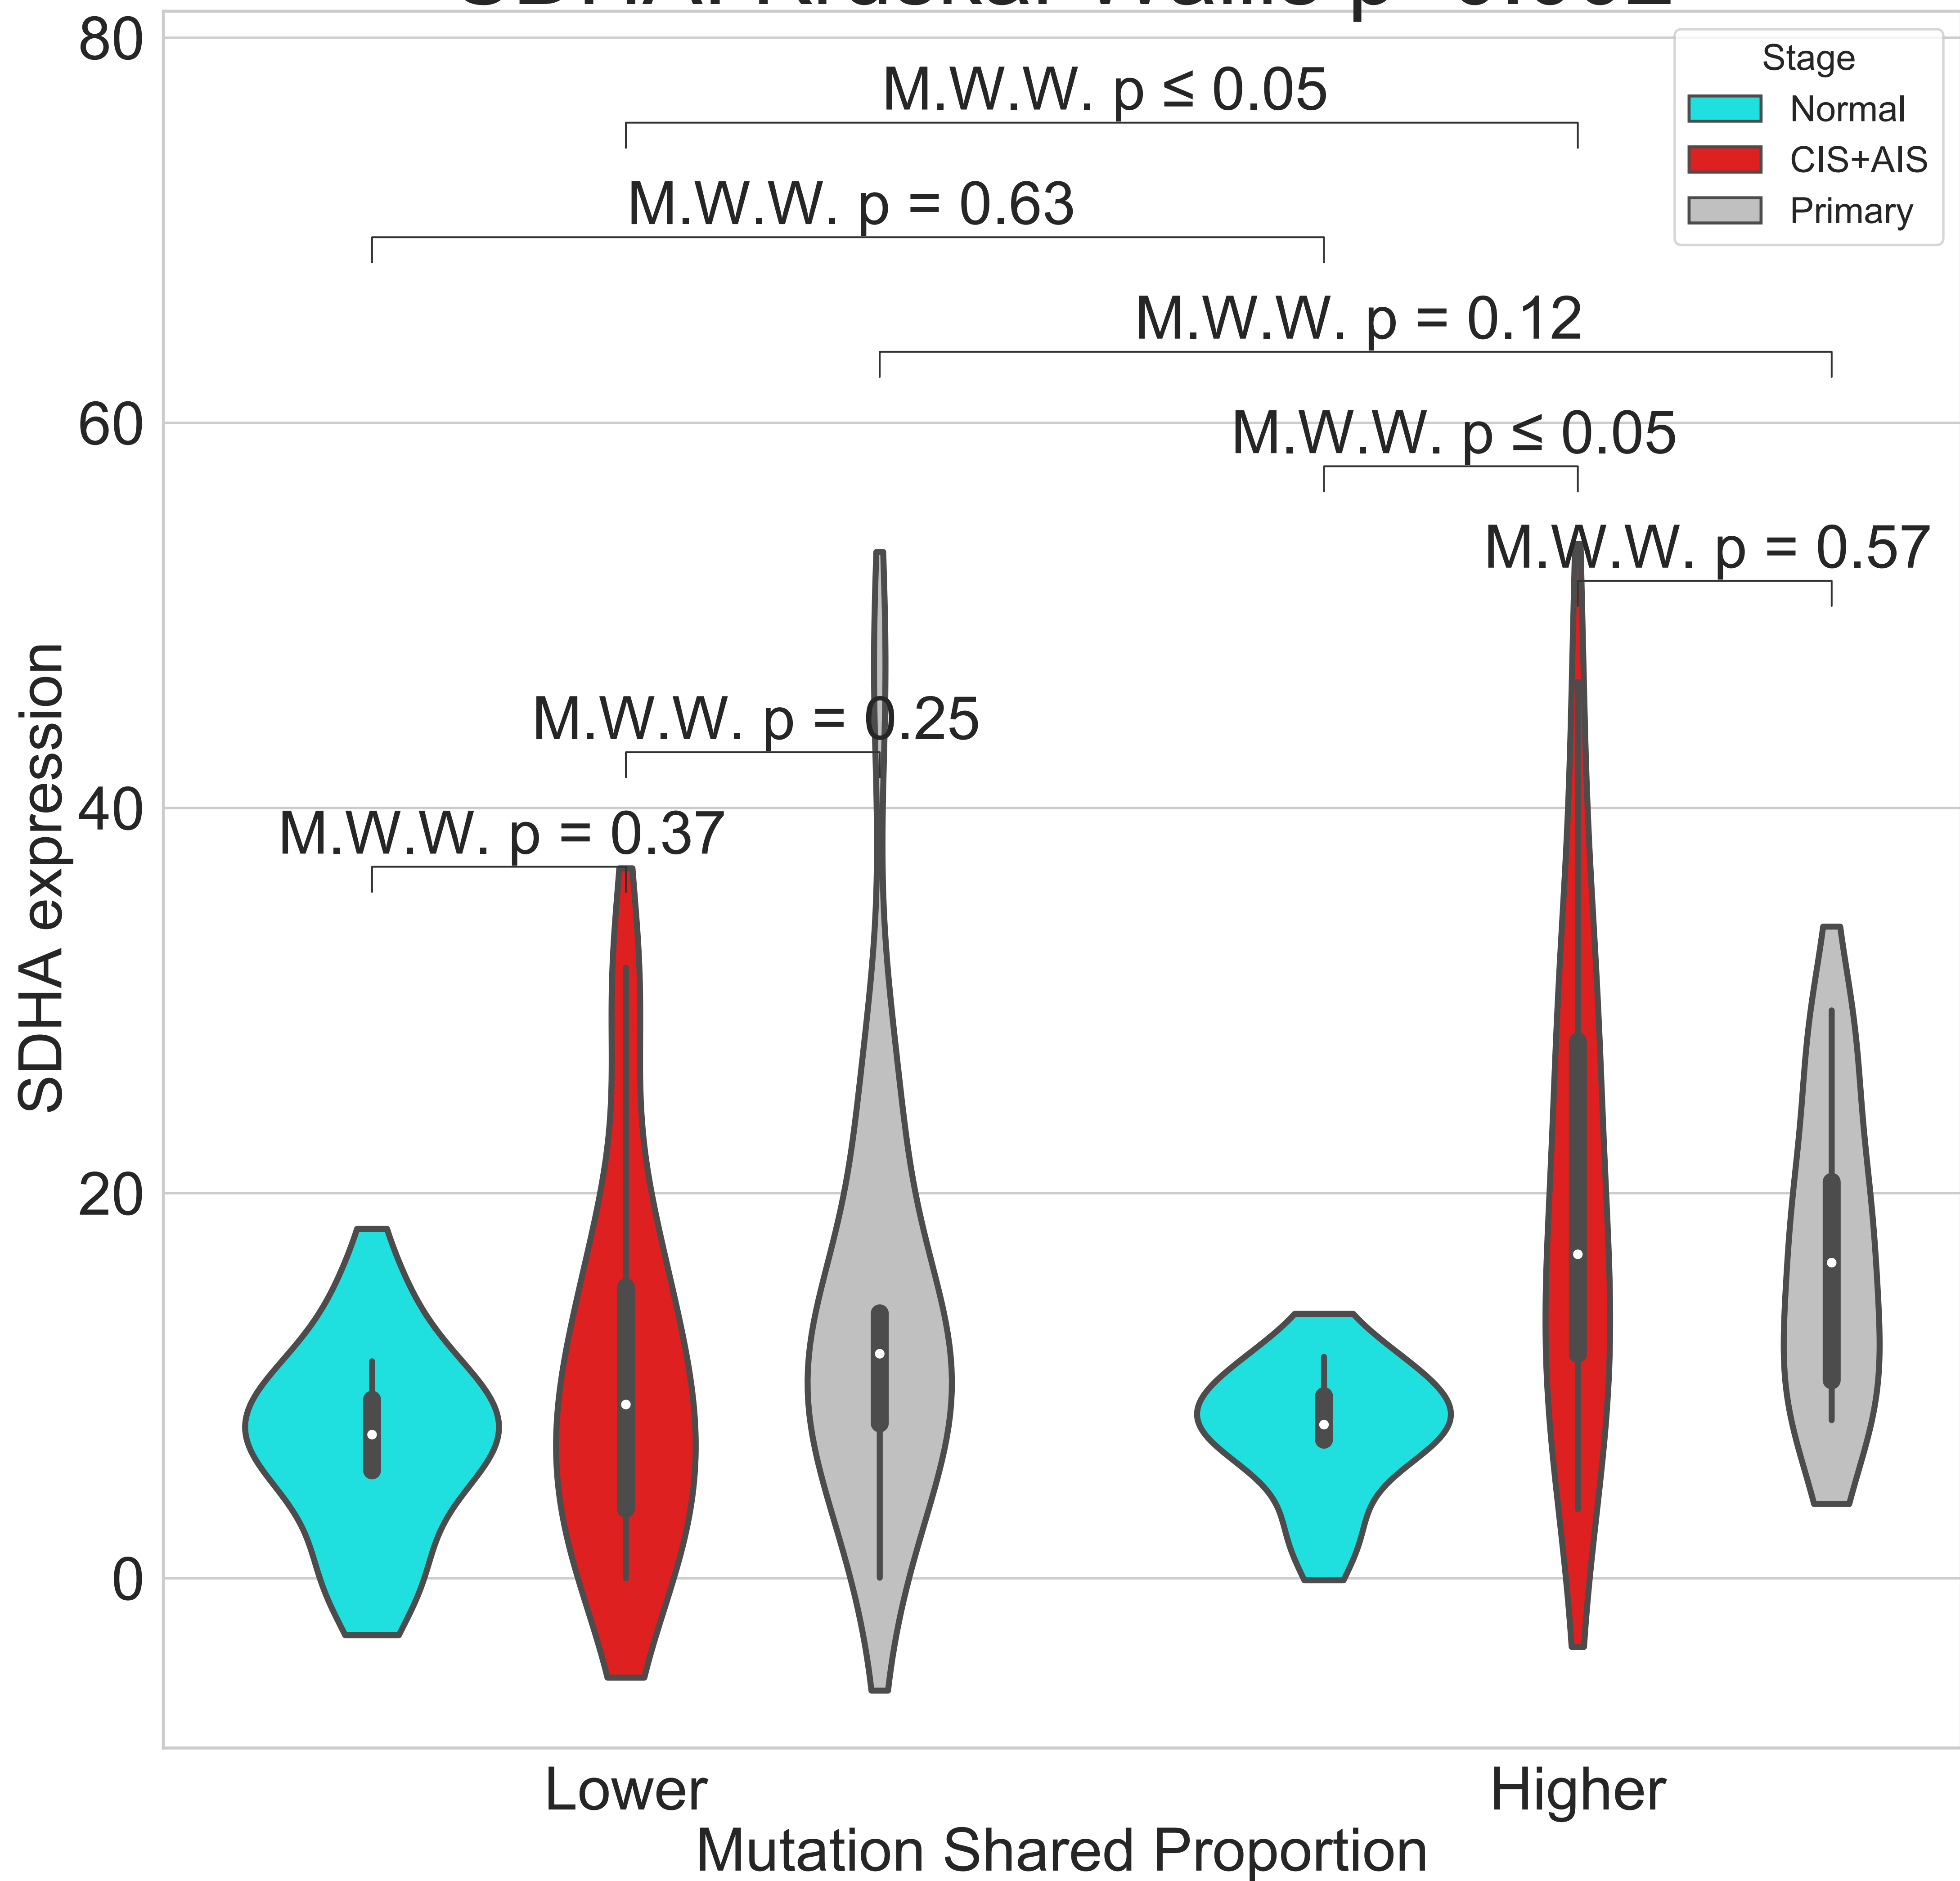 80
M.W.W. p ≤ 0.05
Stage
Normal
CIS+AIS
Primary
M.W.W. p = 0.63
M.W.W. p = 0.12
60
M.W.W. p ≤ 0.05
M.W.W. p = 0.57
M.W.W. p = 0.25
40
M.W.W. p = 0.37
SDHA expression
20
0
Lower
Higher
Mutation Shared Proportion